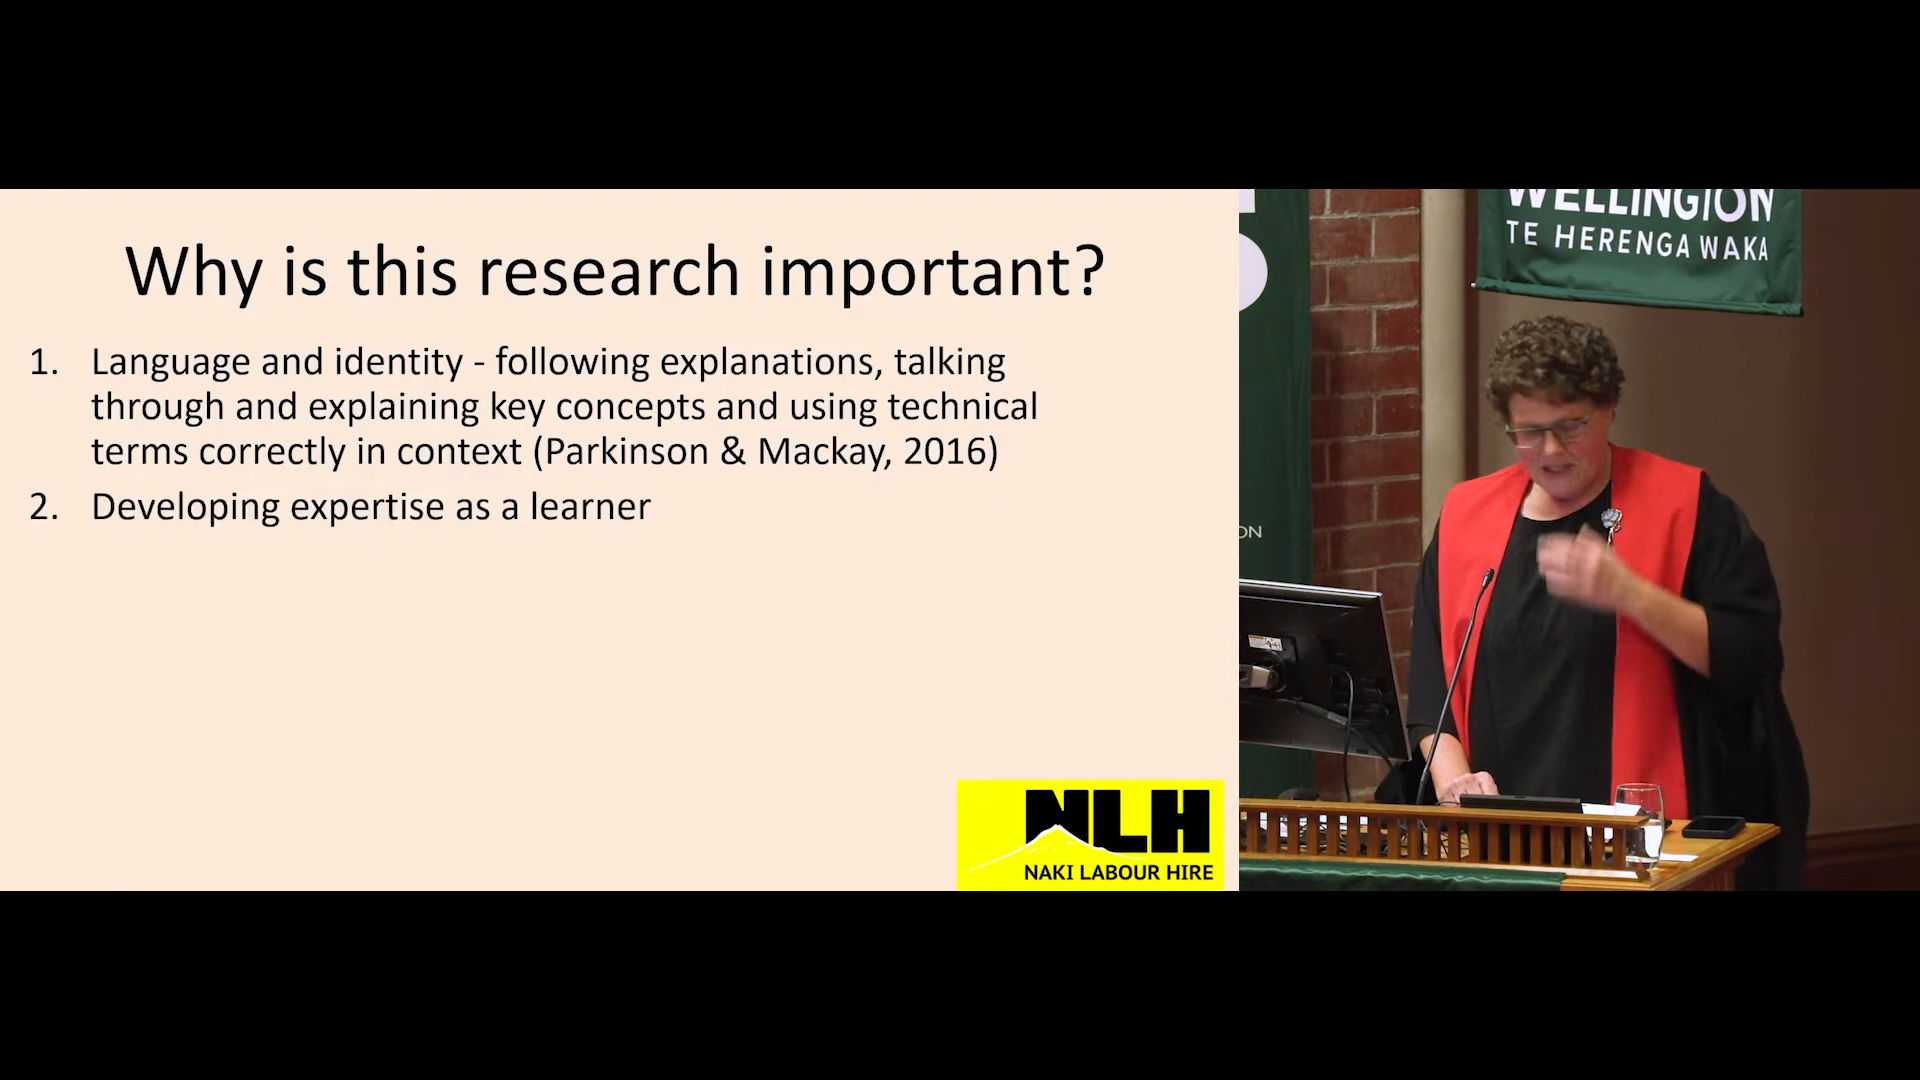 Why is this research important?
1. Language and identity - following explanations, talking
through and explaining key concepts and using technical
terms correctly in context (Parkinson & Mackay, 2016)
2. Developing expertise as a learner
NLH
NAKI LABOUR HIRE
WELLINGTON
TE HERENGA WAKA